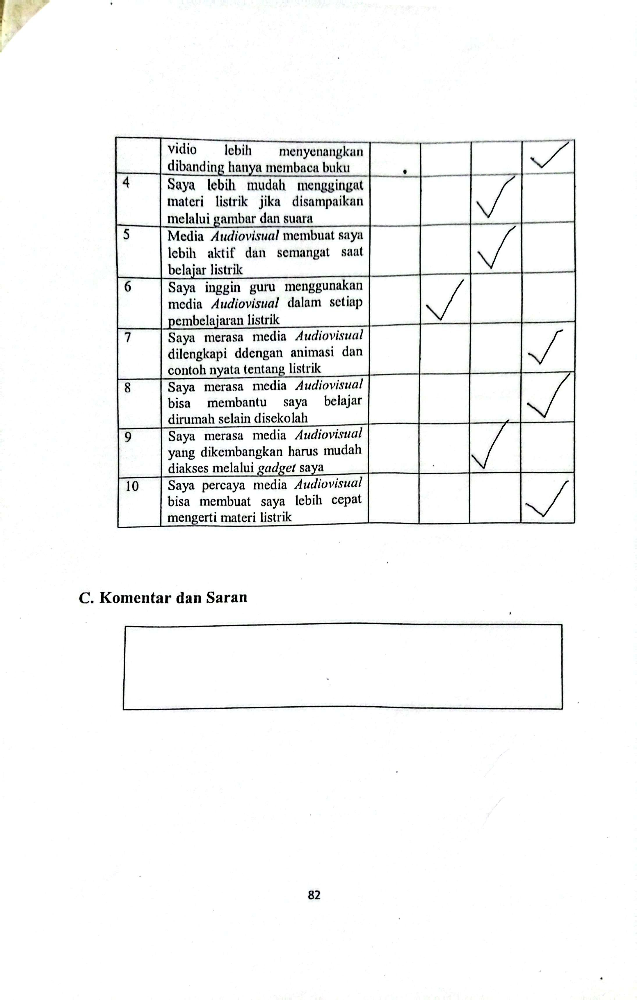 vidio lebih menyenangkan
dibanding hanya membaca buku
4 Saya lebih mudah menggingat
materi listrik jika disampaikan
melalui gambar dan suara
5 Media Audiovisual membuat saya
lebih aktif dan semangat saat
belajar listrik
6 Saya inggin guru menggunakan
media Audiovisual dalam setiap
pembelajaran listrik
7 Saya merasa media Audiovisual
dilengkapi ddengan animasi dan
contoh nyata tentang listrik
8 Saya merasa media Audiovisual
bisa membantu saya belajar
dirumah selain disekolah
9 Saya merasa media Audiovisual
yang dikembangkan harus mudah
diakses melalui gadget saya
10 Saya percaya media Audiovisual
bisa membuat saya lebih cepat
mengerti materi listrik
C. Komentar dan Saran
82